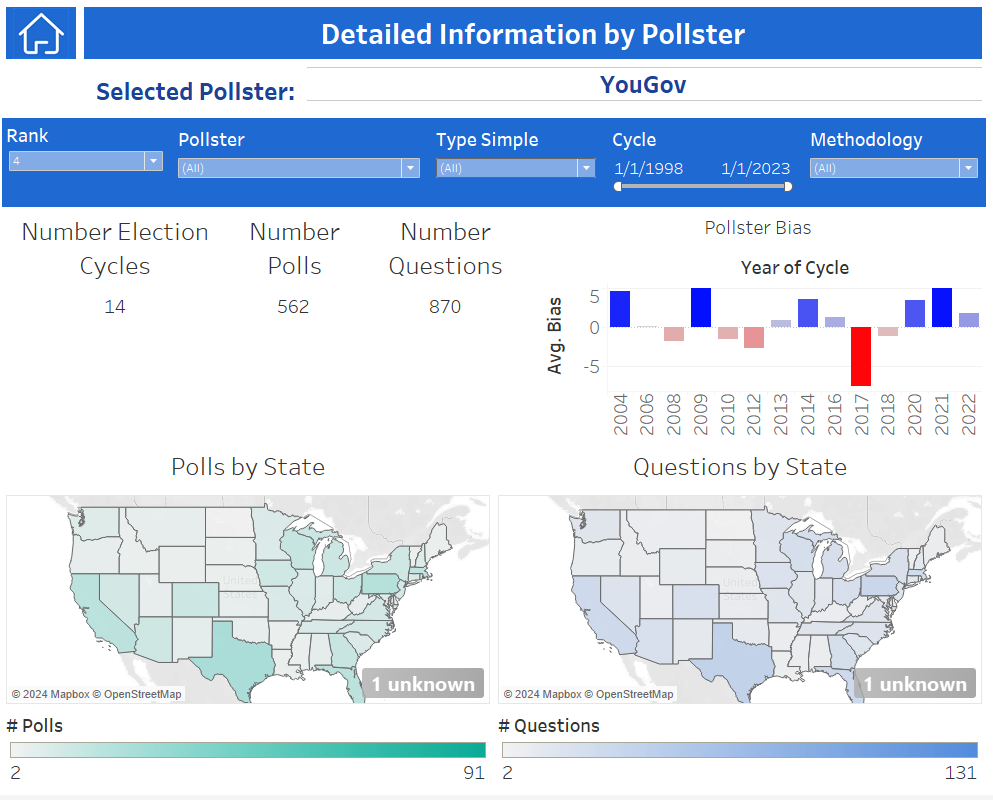 Detailed Information by Pollster
Selected Pollster:
YouGov
Rank
Pollster
Type Simple
Cycle
Methodology
4
(All)
(All)
1/1/1998
1/1/2023
(All)
Number Election
Cycles
14
Number
Polls
562
Number
Questions
870
Pollster Bias
Year of Cycle
Avg. Bias
5
0
-5
2004
2006
2008
2009
2010
2012
2013
2014
2016
2017
2018
2020
2021
2022
Polls by State
United
States
1 unknown
© 2024 Mapbox © OpenStreetMap
# Polls
2
91
Questions by State
United
States
1 unknown
© 2024 Mapbox © OpenStreetMap
# Questions
2
131